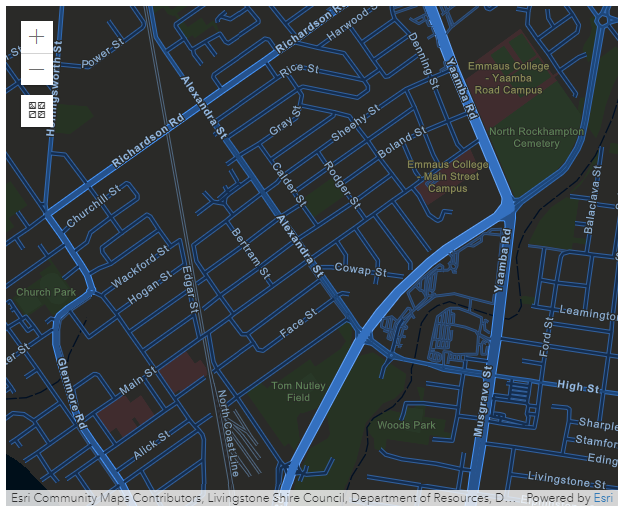 Hollingsworth St
Power St
Richardson Rd
Harwood S
Denning St
Yaamba Rd
Emmaus College
- Yaamba
Road Campus
Rice St
Alexandra St
Gray St
Sheehy St
Boland St
North Rockhampton
Cemetery
Richardson Rd
Emmaus College
- Main Street
Campus
Calder St
Rodger St
Balaclava St
Churchill St
Alexandra St
Bertram St
Yaamba Rd
Wackford St
Hogan St
Edgar St
Cowap St
Church Park
Leamington
Face St
Ford St
er St
Glenmore Rd
Main St
Tom Nutley
Field
High St
North Coast Line
Musgrave St
Woods Park
Sharple
Stamfor
Eding
Alick St
Livingstone St
Esri Community Maps Contributors, Livingstone Shire Council, Department of Resources, D... Powered by Esri